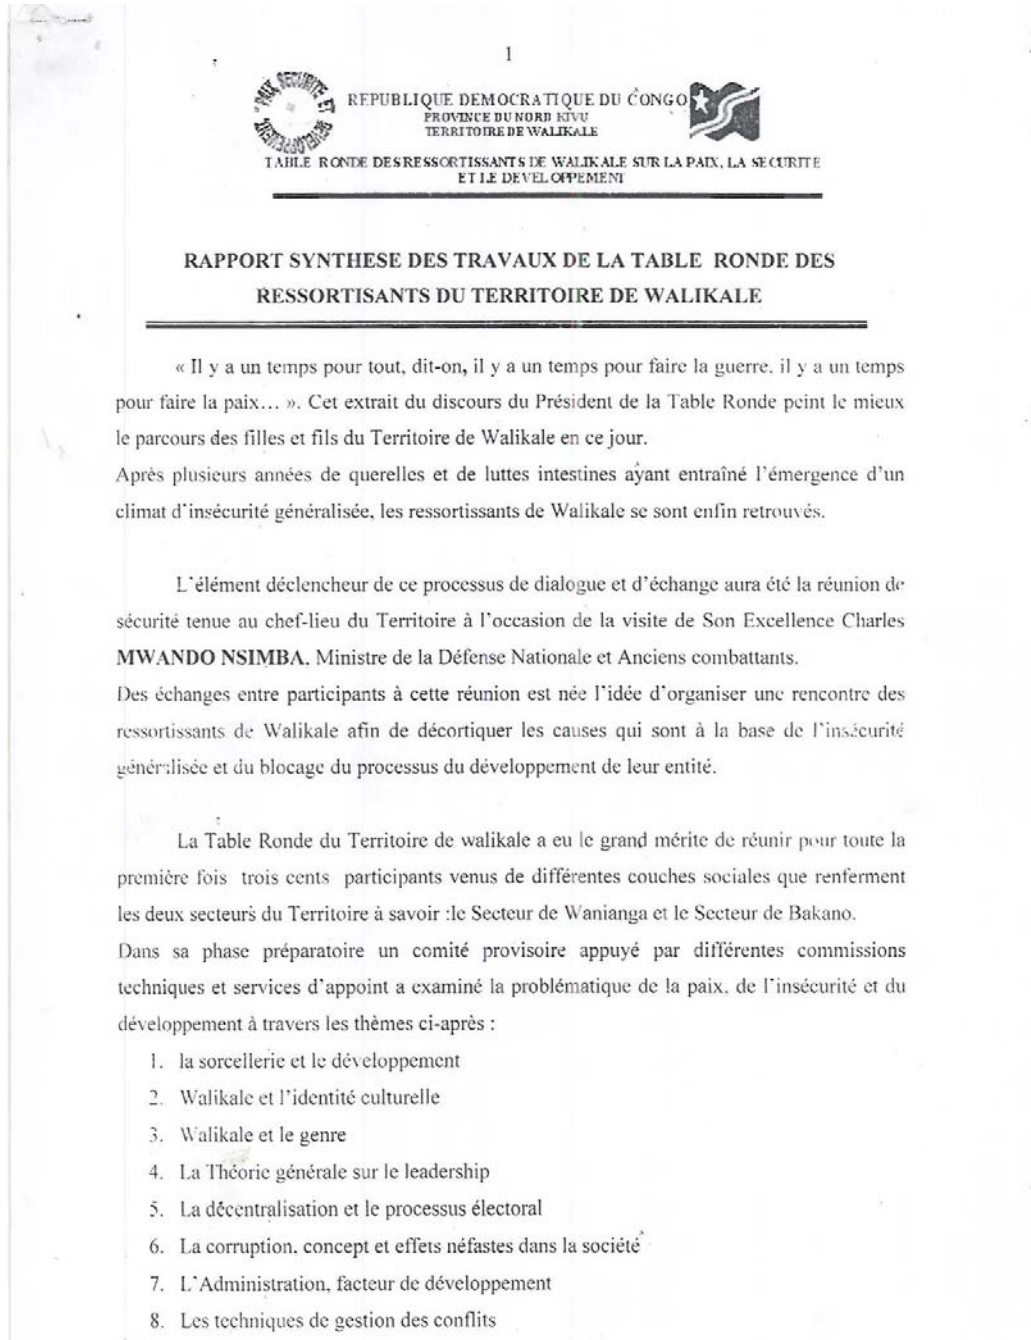 1
"PAIX, SECURITE ET DEVELOPPEMENT"
REPUBLIQUE DEMOCRATIQUE DU CONGO
PROVINCE DU NORD KIVU
TERRITOIRE DE WALIKALE
TABLE RONDE DES RESSORTISSANTS DE WALIKALE SUR LA PAIX, LA SECURITE
ET LE DEVELOPPEMENT
RAPPORT SYNTHESE DES TRAVAUX DE LA TABLE RONDE DES
RESSORTISANTS DU TERRITOIRE DE WALIKALE
« Il y a un temps pour tout, dit-on, il y a un temps pour faire la guerre, il y a un temps
pour faire la paix... ». Cet extrait du discours du Président de la Table Ronde peint le mieux
le parcours des filles et fils du Territoire de Walikale en ce jour.
Après plusieurs années de querelles et de luttes intestines ayant entraîné l'émergence d'un
climat d'insécurité généralisée, les ressortissants de Walikale se sont enfin retrouvés.
L'élément déclencheur de ce processus de dialogue et d'échange aura été la réunion de
sécurité tenue au chef-lieu du Territoire à l'occasion de la visite de Son Excellence Charles
MWANDO NSIMBA, Ministre de la Défense Nationale et Anciens combattants.
Des échanges entre participants à cette réunion est née l'idée d'organiser une rencontre des
ressortissants de Walikale afin de décortiquer les causes qui sont à la base de l'insécurité
généralisée et du blocage du processus du développement de leur entité.
La Table Ronde du Territoire de walikale a eu le grand mérite de réunir pour toute la
première fois trois cents participants venus de différentes couches sociales que renferment
les deux secteurs du Territoire à savoir :le Secteur de Wanianga et le Secteur de Bakano.
Dans sa phase préparatoire un comité provisoire appuyé par différentes commissions
techniques et services d'appoint a examiné la problématique de la paix, de l'insécurité et du
développement à travers les thèmes ci-après :
1. la sorcellerie et le développement
2. Walikale et l'identité culturelle
3. Walikale et le genre
4. La Théorie générale sur le leadership
5. La décentralisation et le processus électoral
6. La corruption, concept et effets néfastes dans la société
7. L'Administration, facteur de développement
8. Les techniques de gestion des conflits